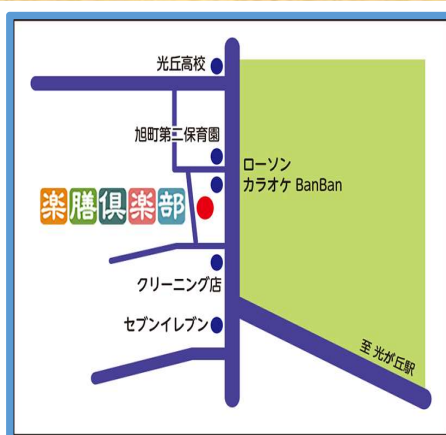 光丘高校
旭町第二保育園
ローソン
カラオケ BanBan
楽膳倶楽部
クリーニング店
セブンイレブン
至 光が丘駅